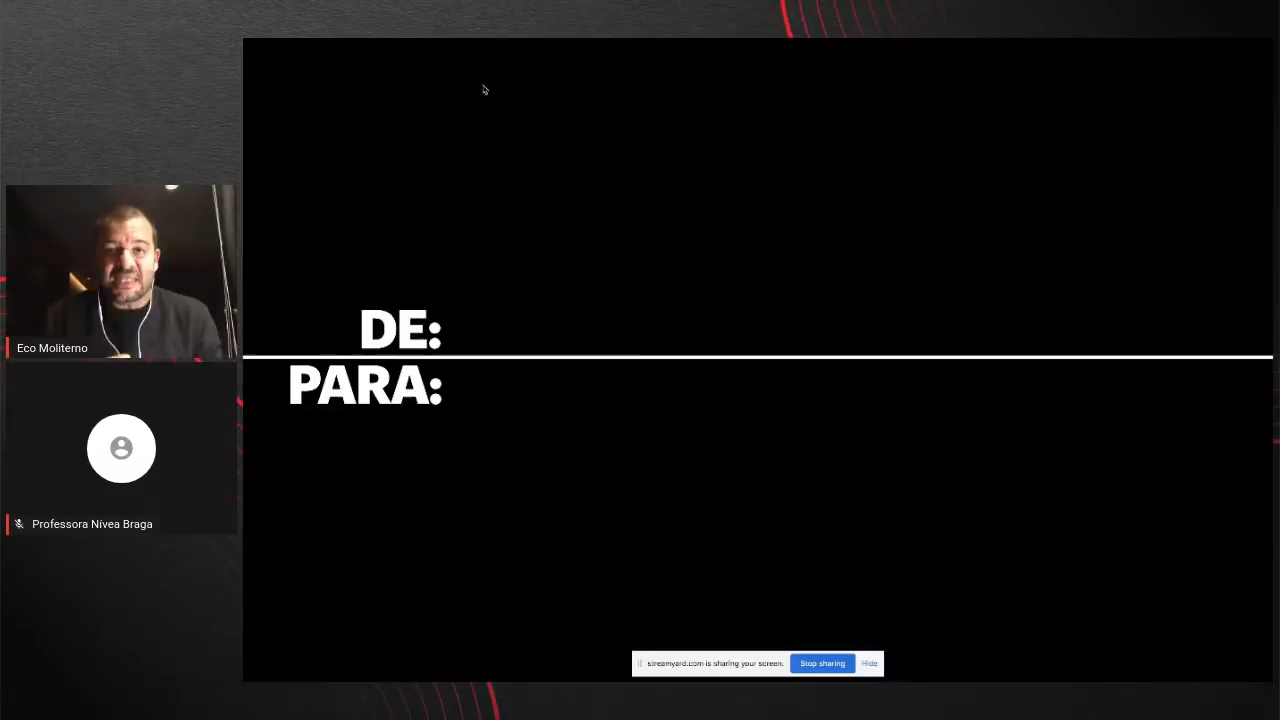 Eco Moliterno
Professora Nívea Braga
DE:
PARA:
streamyard.com is sharing your screen.
Stop sharing
Hide